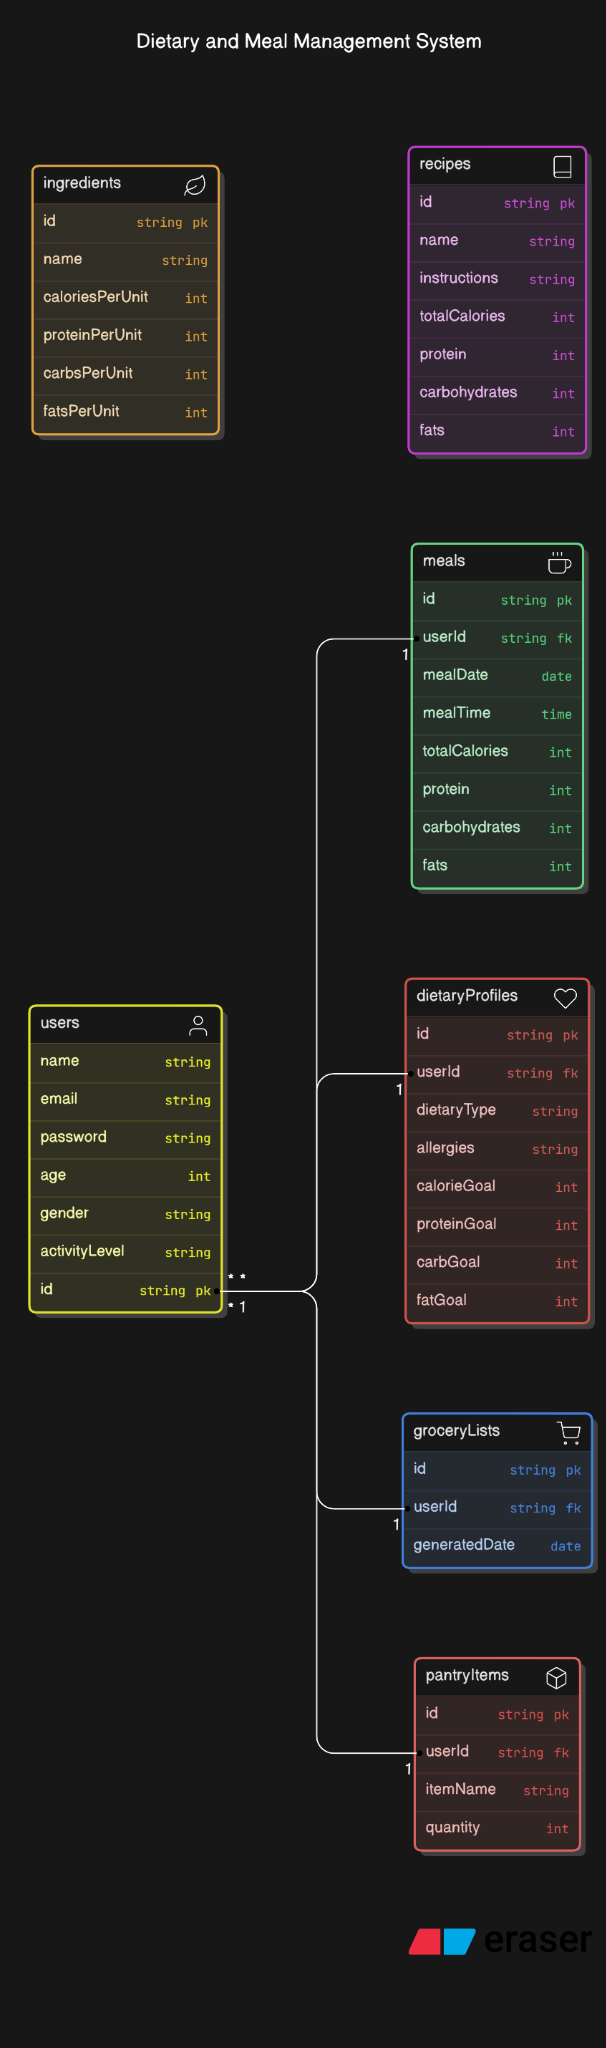 Dietary and Meal Management System
ingredients
id string pk
name string
caloriesPerUnit int
proteinPerUnit int
carbsPerUnit int
fatsPerUnit int
recipes
id string pk
name string
instructions string
totalCalories int
protein int
carbohydrates int
fats int
meals
id string pk
userId string fk
1
mealDate date
mealTime time
totalCalories int
protein int
carbohydrates int
fats int
users
name string
email string
password string
age int
gender string
activityLevel string
id string pk
* *
* 1
dietaryProfiles
id string pk
userId string fk
1
dietaryType string
allergies string
calorieGoal int
proteinGoal int
carbGoal int
fatGoal int
groceryLists
id string pk
userId string fk
1
generatedDate date
pantryItems
id string pk
userId string fk
1
itemName string
quantity int
eraser